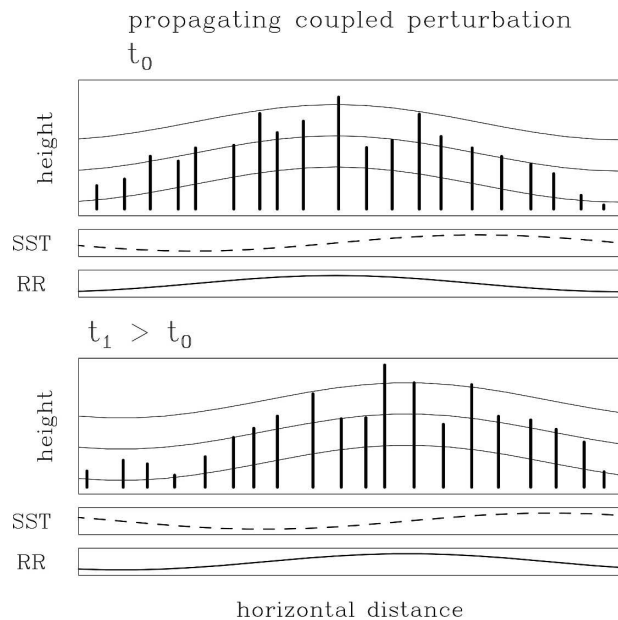 propagating coupled perturbation
t₀
height
SST
RR
t₁ > t₀
height
SST
RR
horizontal distance